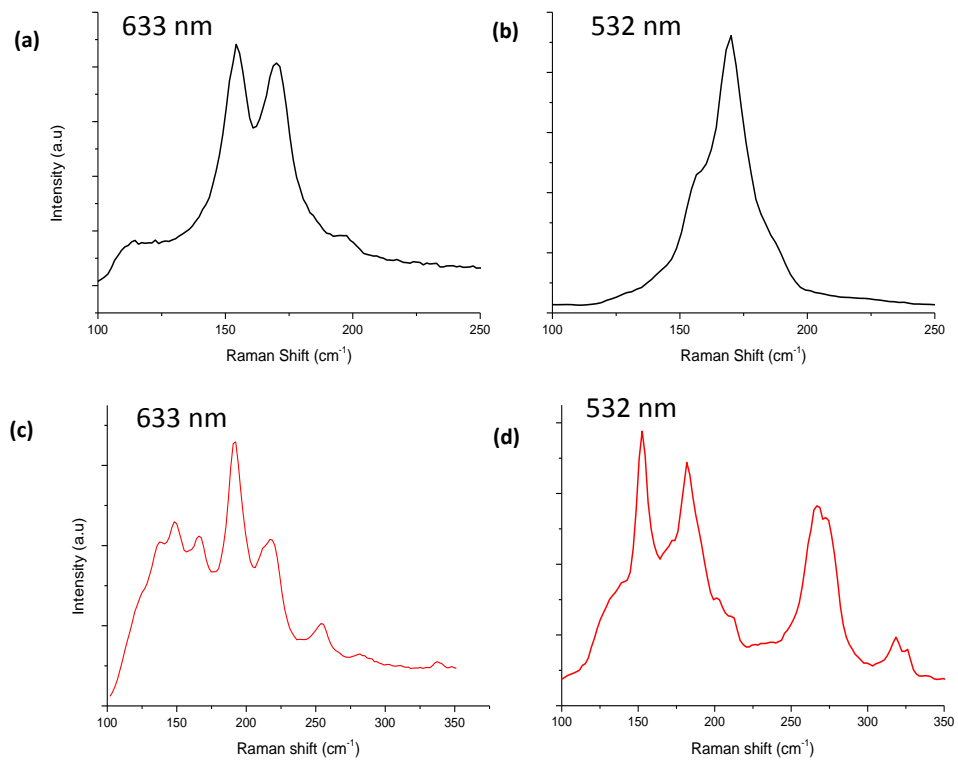 (a)
633 nm
Intensity (a.u)
100
150
200
250
Raman Shift (cm⁻¹)
(b)
532 nm
100
150
200
250
Raman Shift (cm⁻¹)
(c)
633 nm
Intensity (a.u)
100
150
200
250
300
350
Raman shift (cm⁻¹)
(d)
532 nm
100
150
200
250
300
350
Raman shift (cm⁻¹)